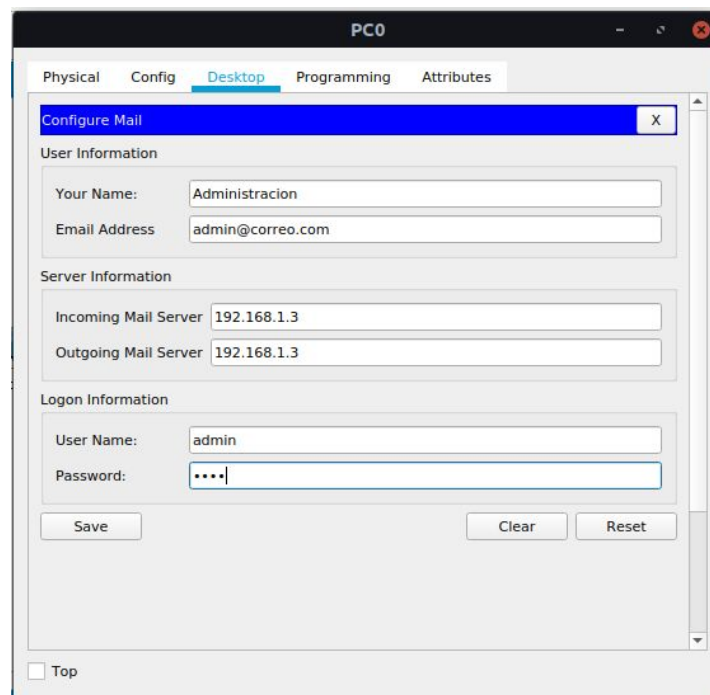 PC0
Physical Config Desktop Programming Attributes
Configure Mail X
User Information
Your Name: Administracion
Email Address admin@correo.com
Server Information
Incoming Mail Server 192.168.1.3
Outgoing Mail Server 192.168.1.3
Logon Information
User Name: admin
Password: ••••
Save Clear Reset
Top